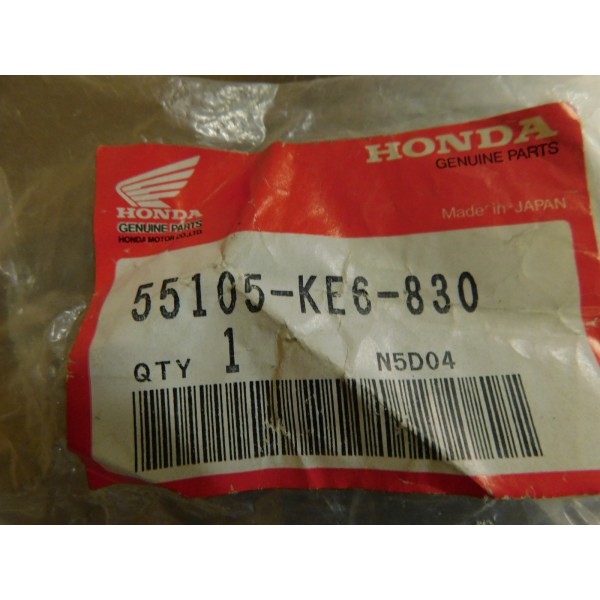 HONDA
GENUINE PARTS
HONDA
GENUINE PARTS
HONDA MOTOR CO.,LTD.
Made in JAPAN
55105-KE6-830
QTY 1 N5D04